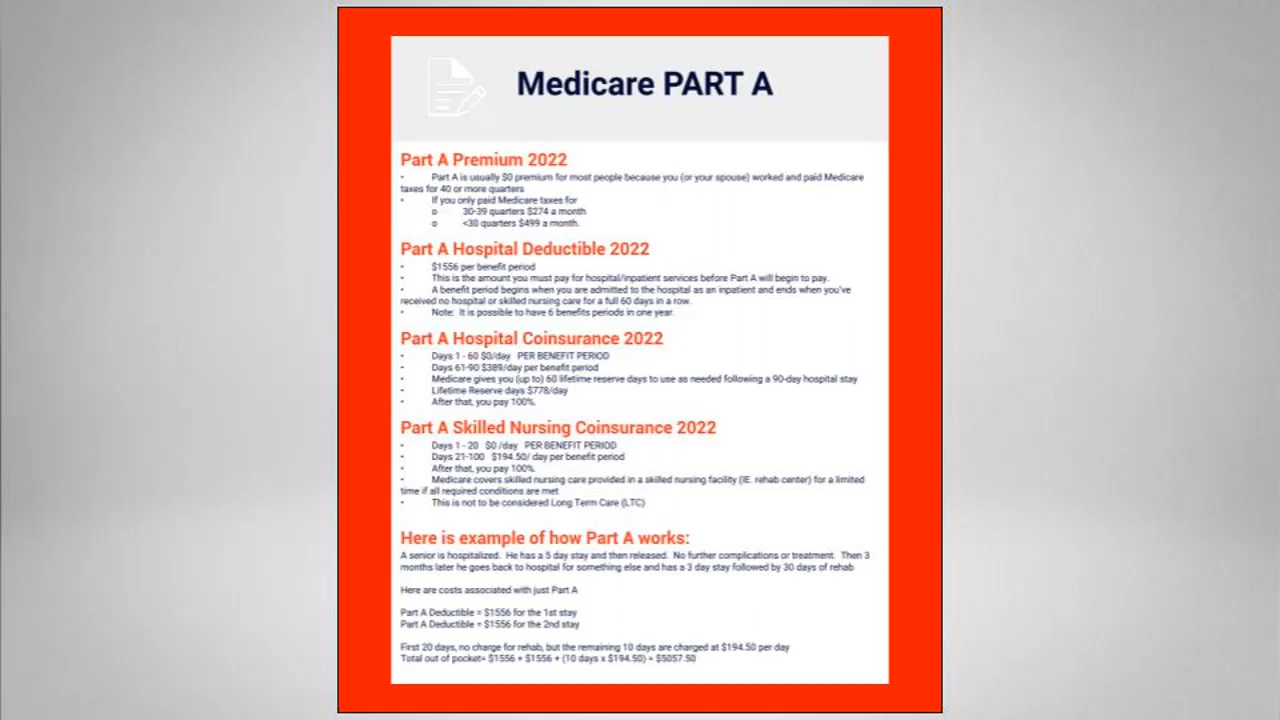 Medicare PART A
Part A Premium 2022
• Part A is usually $0 premium for most people because you (or your spouse) worked and paid Medicare
taxes for 40 or more quarters
• If you only paid Medicare taxes for
o 30-39 quarters $274 a month
o <30 quarters $499 a month.
Part A Hospital Deductible 2022
• $1556 per benefit period
• This is the amount you must pay for hospital/inpatient services before Part A will begin to pay.
• A benefit period begins when you are admitted to the hospital as an inpatient and ends when you've
received no hospital or skilled nursing care for a full 60 days in a row.
• Note: It is possible to have 6 benefits periods in one year.
Part A Hospital Coinsurance 2022
• Days 1 - 60 $0/day PER BENEFIT PERIOD
• Days 61-90 $389/day per benefit period
• Medicare gives you (up to) 60 lifetime reserve days to use as needed following a 90-day hospital stay
• Lifetime Reserve days $778/day
• After that, you pay 100%.
Part A Skilled Nursing Coinsurance 2022
• Days 1 - 20 $0 /day PER BENEFIT PERIOD
• Days 21-100 $194.50/ day per benefit period
• After that, you pay 100%.
• Medicare covers skilled nursing care provided in a skilled nursing facility (IE. rehab center) for a limited
time if all required conditions are met
• This is not to be considered Long Term Care (LTC)
Here is example of how Part A works:
A senior is hospitalized. He has a 5 day stay and then released. No further complications or treatment. Then 3
months later he goes back to hospital for something else and has a 3 day stay followed by 30 days of rehab
Here are costs associated with just Part A
Part A Deductible = $1556 for the 1st stay
Part A Deductible = $1556 for the 2nd stay
First 20 days, no charge for rehab, but the remaining 10 days are charged at $194.50 per day
Total out of pocket= $1556 + $1556 + (10 days x $194.50) = $5057.50